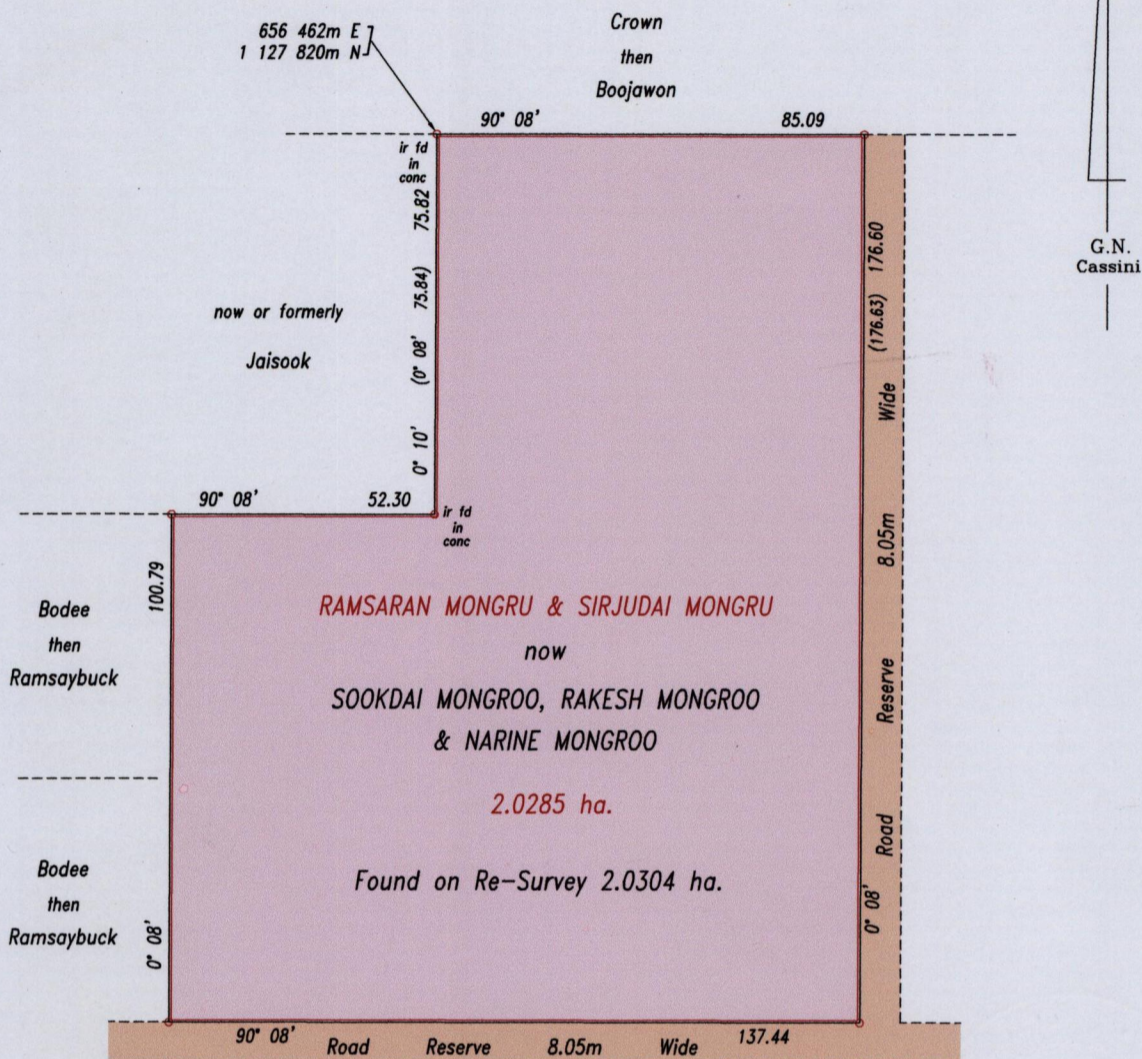 656 462m E
1 127 820m N
Crown
then
Boojawon
90° 08'
85.09
ir fd
in
conc
75.82
75.84)
(0° 08'
0° 10'
now or formerly
Jaisook
G.N.
Cassini
176.60
(176.63)
Wide
8.05m
Reserve
Road
0° 08'
90° 08'
52.30
ir fd
in
conc
100.79
Bodee
then
Ramsaybuck
RAMSARAN MONGRU & SIRJUDAI MONGRU
now
SOOKDAI MONGROO, RAKESH MONGROO
& NARINE MONGROO
2.0285 ha.
Found on Re-Survey 2.0304 ha.
Bodee
then
Ramsaybuck
0° 08'
90° 08'
Road Reserve 8.05m Wide
137.44